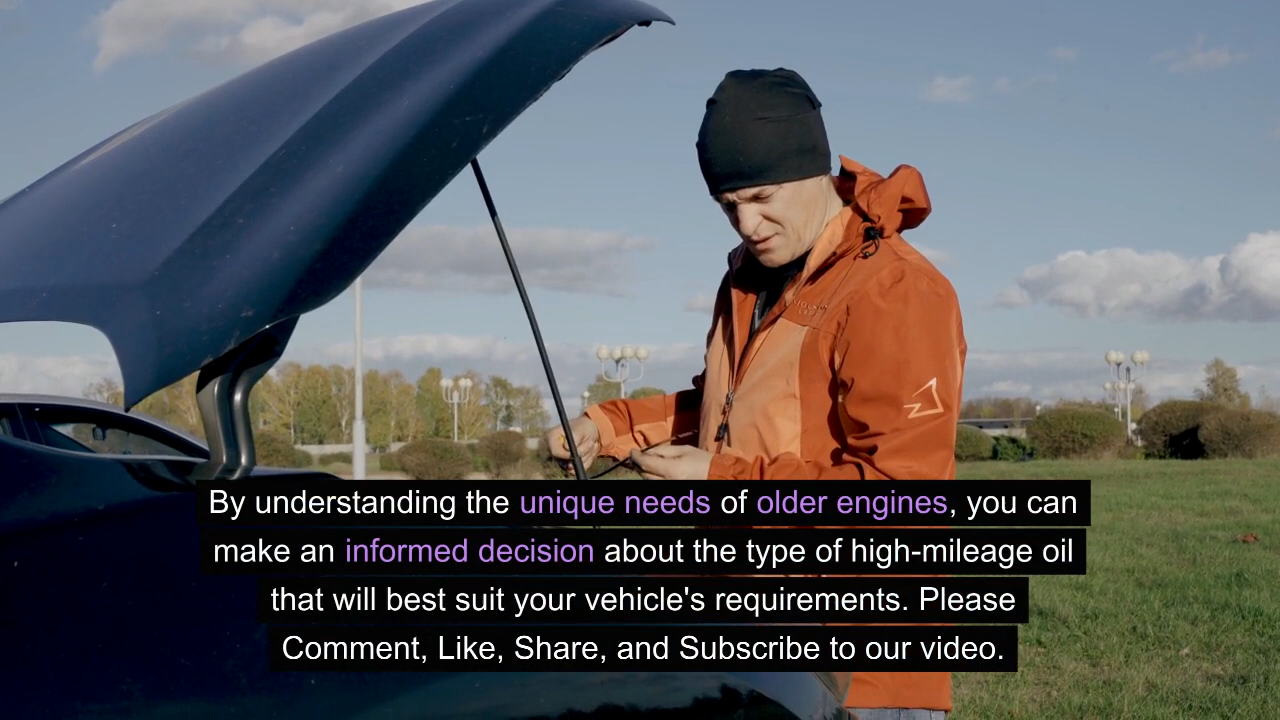 By understanding the unique needs of older engines, you can
make an informed decision about the type of high-mileage oil
that will best suit your vehicle's requirements. Please
Comment, Like, Share, and Subscribe to our video.